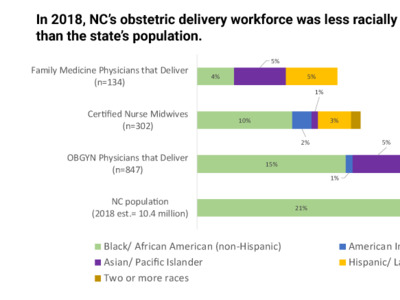 In 2018, NC’s obstetric delivery workforce was less racially
than the state’s population.
5%
Family Medicine Physicians that Deliver
(n=134)
4%
5%
1%
Certified Nurse Midwives
(n=302)
10%
3%
2%
5%
OBGYN Physicians that Deliver
(n=847)
15%
1%
NC population
(2018 est.= 10.4 million)
21%
Black/ African American (non-Hispanic)
American In
Asian/ Pacific Islander
Hispanic/ La
Two or more races